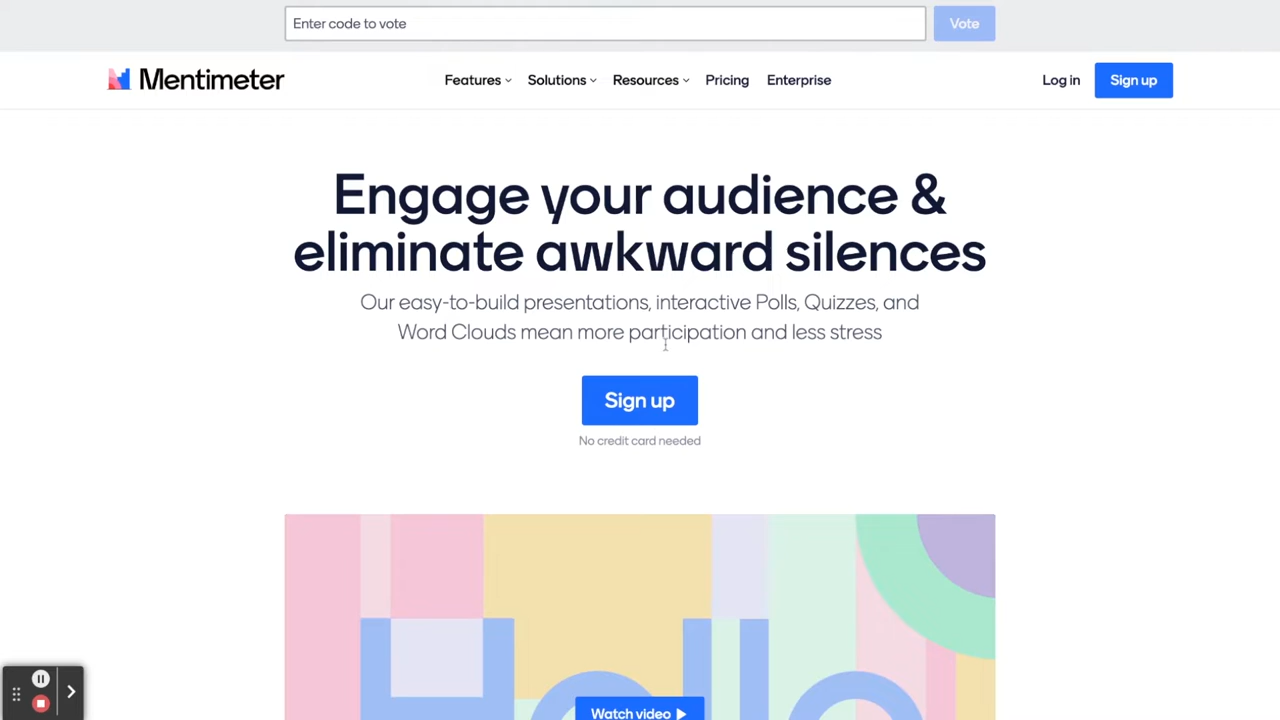 Enter code to vote
Vote
Mentimeter
Features
Solutions
Resources
Pricing
Enterprise
Log in
Sign up
Engage your audience &
eliminate awkward silences
Our easy-to-build presentations, interactive Polls, Quizzes, and
Word Clouds mean more participation and less stress
Sign up
No credit card needed
Hello
Watch video